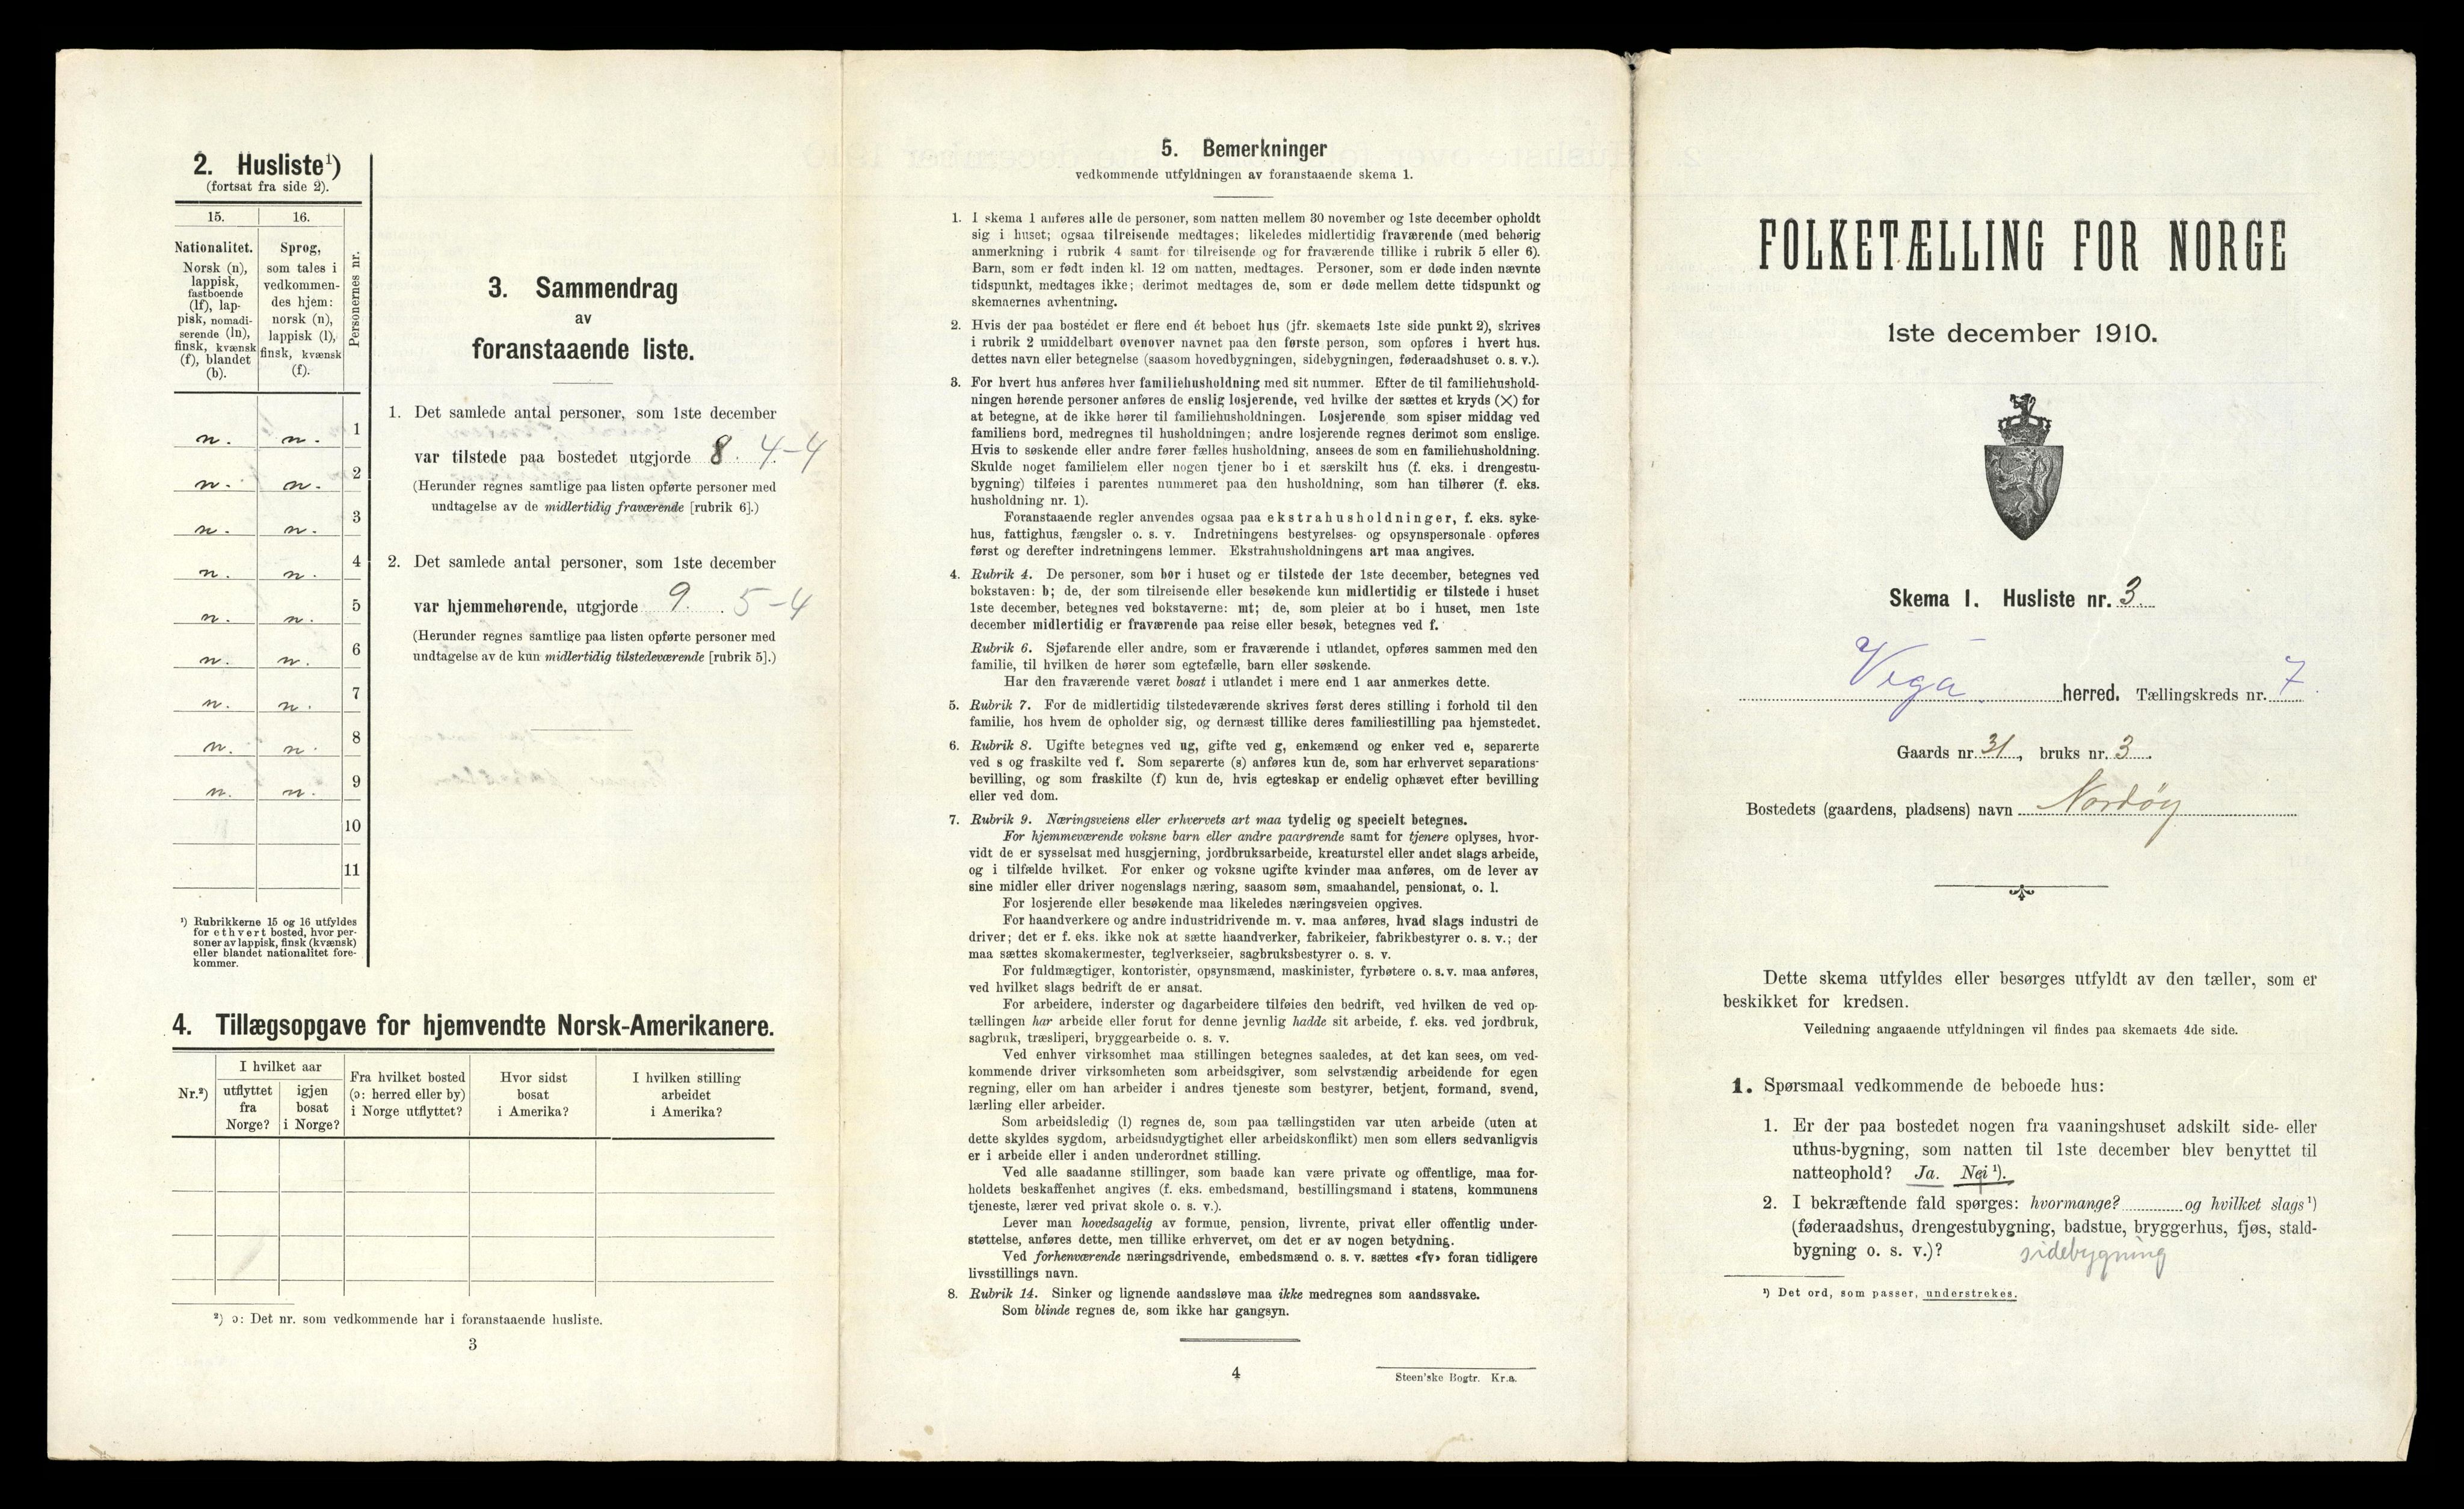 2. Husliste¹)
(fortsat fra side 2).
15. 16.
Nationalitet.
Norsk (n),
lappisk,
fastboende
(lf), lap-
pisk, nomadi-
serende (ln),
finsk, kvænsk
(f), blandet
(b).
Sprog,
som tales i
vedkommen-
des hjem:
norsk (n),
lappisk (l),
finsk, kvænsk
(f).
Personernes nr.
n. n. 1
n. n. 2
n. n. 3
n. n. 4
n. n. 5
n. n. 6
n. n. 7
n. n. 8
n. n. 9
10
11
¹) Rubrikkerne 15 og 16 utfyldes
for ethvert bosted, hvor per-
soner av lappisk, finsk (kvænsk)
eller blandet nationalitet fore-
kommer.
3. Sammendrag
av
foranstaaende liste.
1. Det samlede antal personer, som 1ste december
var tilstede paa bostedet utgjorde 8. 4-4
(Herunder regnes samtlige paa listen opførte personer med
undtagelse av de midlertidig fraværende [rubrik 6].)
2. Det samlede antal personer, som 1ste december
var hjemmehørende, utgjorde 9. 5-4
(Herunder regnes samtlige paa listen opførte personer med
undtagelse av de kun midlertidig tilstedeværende [rubrik 5].)
4. Tillægsopgave for hjemvendte Norsk-Amerikanere.
Nr.²)
I hvilket aar
utflyttet
fra
Norge?
igjen
bosat
i Norge?
Fra hvilket bosted
(ɔ: herred eller by)
i Norge utflyttet?
Hvor sidst
bosat
i Amerika?
I hvilken stilling
arbeidet
i Amerika?
²) ɔ: Det nr. som vedkommende har i foranstaaende husliste.
3
5. Bemerkninger
vedkommende utfyldningen av foranstaaende skema 1.
1. I skema 1 anføres alle de personer, som natten mellem 30 november og 1ste december opholdt
sig i huset; ogsaa tilreisende medtages; likeledes midlertidig fraværende (med behørig
anmerkning i rubrik 4 samt for tilreisende og for fraværende tillike i rubrik 5 eller 6).
Barn, som er født inden kl. 12 om natten, medtages. Personer, som er døde inden nævnte
tidspunkt, medtages ikke; derimot medtages de, som er døde mellem dette tidspunkt og
skemaernes avhentning.
2. Hvis der paa bostedet er flere end ét beboet hus (jfr. skemaets 1ste side punkt 2), skrives
i rubrik 2 umiddelbart ovenover navnet paa den første person, som opføres i hvert hus.
dettes navn eller betegnelse (saasom hovedbygningen, sidebygningen, føderaadshuset o. s. v.).
3. For hvert hus anføres hver familiehusholdning med sit nummer. Efter de til familiehushold-
ningen hørende personer anføres de enslig losjerende, ved hvilke der sættes et kryds (×) for
at betegne, at de ikke hører til familiehusholdningen. Losjerende som spiser middag ved
familiens bord, medregnes til husholdningen; andre losjerende regnes derimot som enslige.
Hvis to søskende eller andre fører fælles husholdning, ansees de som en familiehusholdning.
Skulde noget familielem eller nogen tjener bo i et særskilt hus (f. eks. i drengestu-
bygning) tilføies i parentes nummeret paa den husholdning, som han tilhører (f. eks.
husholdning nr. 1).
Foranstaaende regler anvendes ogsaa paa ekstrahusholdninger, f. eks. syke-
hus, fattighus, fængsler o. s. v. Indretningens bestyrelses- og opsynspersonale opføres
først og derefter indretningens lemmer. Ekstrahusholdningens art maa angives.
4. Rubrik 4. De personer, som bor i huset og er tilstede der 1ste december, betegnes ved
bokstaven: b; de, der som tilreisende eller besøkende kun midlertidig er tilstede i huset
1ste december, betegnes ved bokstaverne: mt; de, som pleier at bo i huset, men 1ste
december midlertidig er fraværende paa reise eller besøk, betegnes ved f.
Rubrik 6. Sjøfarende eller andre, som er fraværende i utlandet, opføres sammen med den
familie, til hvilken de hører som egtefælle, barn eller søskende.
Har den fraværende været bosat i utlandet i mere end 1 aar anmerkes dette.
5. Rubrik 7. For de midlertidig tilstedeværende skrives først deres stilling i forhold til den
familie, hos hvem de opholder sig, og dernæst tillike deres familiestilling paa hjemstedet.
6. Rubrik 8. Ugifte betegnes ved ug, gifte ved g, enkemænd og enker ved e, separerte
ved s og fraskilte ved f. Som separerte (s) anføres kun de, som har erhvervet separations-
bevilling, og som fraskilte (f) kun de, hvis egteskap er endelig ophævet efter bevilling
eller ved dom.
7. Rubrik 9. Næringsveiens eller erhvervets art maa tydelig og specielt betegnes.
For hjemmeværende voksne barn eller andre paarørende samt for tjenere oplyses, hvor-
vidt de er sysselsat med husgjerning, jordbruksarbeide, kreaturstel eller andet slags arbeide,
og i tilfælde hvilket. For enker og voksne ugifte kvinder maa anføres, om de lever av
sine midler eller driver nogenslags næring, saasom søm, smaahandel, pensionat, o. l.
For losjerende eller besøkende maa likeledes næringsveien opgives.
For haandverkere og andre industridrivende m. v. maa anføres, hvad slags industri de
driver; det er f. eks. ikke nok at sætte haandverker, fabrikeier, fabrikbestyrer o. s. v.; der
maa sættes skomakermester, teglverkseier, sagbruksbestyrer o. s. v.
For fuldmægtiger, kontorister, opsynsmænd, maskinister, fyrbøtere o. s. v. maa anføres,
ved hvilket slags bedrift de er ansat.
For arbeidere, inderster og dagarbeidere tilføies den bedrift, ved hvilken de ved op-
tællingen har arbeide eller forut for denne jevnlig hadde sit arbeide, f. eks. ved jordbruk,
sagbruk, træsliperi, bryggearbeide o. s. v.
Ved enhver virksomhet maa stillingen betegnes saaledes, at det kan sees, om ved-
kommende driver virksomheten som arbeidsgiver, som selvstændig arbeidende for egen
regning, eller om han arbeider i andres tjeneste som bestyrer, betjent, formand, svend,
lærling eller arbeider.
Som arbeidsledig (l) regnes de, som paa tællingstiden var uten arbeide (uten at
dette skyldes sygdom, arbeidsudygtighet eller arbeidskonflikt) men som ellers sedvanligvis
er i arbeide eller i anden underordnet stilling.
Ved alle saadanne stillinger, som baade kan være private og offentlige, maa for-
holdets beskaffenhet angives (f. eks. embedsmand, bestillingsmand i statens, kommunens
tjeneste, lærer ved privat skole o. s. v.).
Lever man hovedsagelig av formue, pension, livrente, privat eller offentlig under-
støttelse, anføres dette, men tillike erhvervet, om det er av nogen betydning.
Ved forhenværende næringsdrivende, embedsmænd o. s. v. sættes «fv» foran tidligere
livsstillings navn.
8. Rubrik 14. Sinker og lignende aandssløve maa ikke medregnes som aandssvake.
Som blinde regnes de, som ikke har gangsyn.
4
Steen'ske Bogtr. Kr.a.
FOLKETÆLLING FOR NORGE
1ste december 1910.
Skema 1. Husliste nr. 3
Vega herred. Tællingskreds nr. 7.
Gaards nr. 31, bruks nr. 3.
Bostedets (gaardens, pladsens) navn Nordøy
Dette skema utfyldes eller besørges utfyldt av den tæller, som er
beskikket for kredsen.
Veiledning angaaende utfyldningen vil findes paa skemaets 4de side.
1. Spørsmaal vedkommende de beboede hus:
1. Er der paa bostedet nogen fra vaaningshuset adskilt side- eller
uthus-bygning, som natten til 1ste december blev benyttet til
natteophold? Ja. Nei ¹).
2. I bekræftende fald spørges: hvormange? og hvilket slags ¹)
(føderaadshus, drengestubygning, badstue, bryggerhus, fjøs, stald-
bygning o. s. v.)? sidebygning
¹) Det ord, som passer, understrekes.